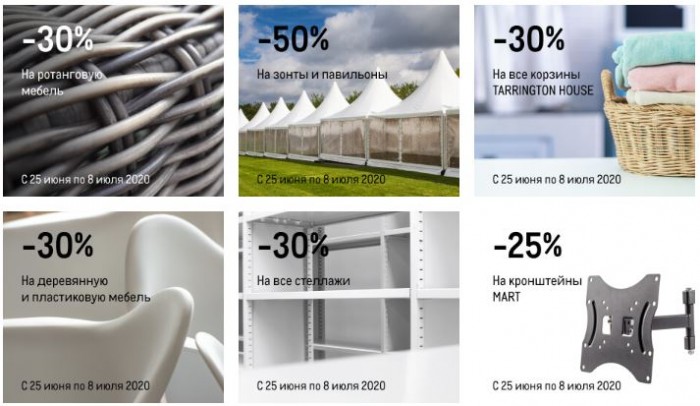 -30%
На ротанговую
мебель
С 25 июня по 8 июля 2020
-50%
На зонты и павильоны
С 25 июня по 8 июля 2020
-30%
На все корзины
TARRINGTON HOUSE
С 25 июня по 8 июля 2020
-30%
На деревянную
и пластиковую мебель
С 25 июня по 8 июля 2020
-30%
На все стеллажи
С 25 июня по 8 июля 2020
-25%
На кронштейны
MART
С 25 июня по 8 июля 2020